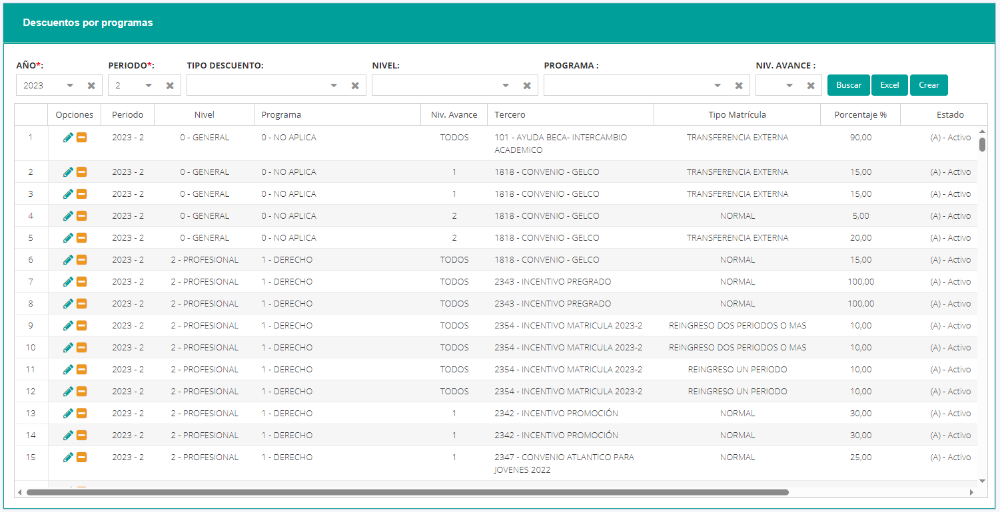 Descuentos por programas
AÑO*: PERIODO*: TIPO DESCUENTO: NIVEL: PROGRAMA : NIV. AVANCE :
2023 2 Buscar Excel Crear
Opciones Periodo Nivel Programa Niv. Avance Tercero Tipo Matrícula Porcentaje % Estado
1 2023 - 2 0 - GENERAL 0 - NO APLICA TODOS 101 - AYUDA BECA- INTERCAMBIO TRANSFERENCIA EXTERNA 90,00 (A) - Activo
ACADEMICO
2 2023 - 2 0 - GENERAL 0 - NO APLICA 1 1818 - CONVENIO - GELCO TRANSFERENCIA EXTERNA 15,00 (A) - Activo
3 2023 - 2 0 - GENERAL 0 - NO APLICA 1 1818 - CONVENIO - GELCO TRANSFERENCIA EXTERNA 15,00 (A) - Activo
4 2023 - 2 0 - GENERAL 0 - NO APLICA 2 1818 - CONVENIO - GELCO NORMAL 5,00 (A) - Activo
5 2023 - 2 0 - GENERAL 0 - NO APLICA 2 1818 - CONVENIO - GELCO TRANSFERENCIA EXTERNA 20,00 (A) - Activo
6 2023 - 2 2 - PROFESIONAL 1 - DERECHO TODOS 1818 - CONVENIO - GELCO NORMAL 15,00 (A) - Activo
7 2023 - 2 2 - PROFESIONAL 1 - DERECHO TODOS 2343 - INCENTIVO PREGRADO NORMAL 100,00 (A) - Activo
8 2023 - 2 2 - PROFESIONAL 1 - DERECHO TODOS 2343 - INCENTIVO PREGRADO NORMAL 100,00 (A) - Activo
9 2023 - 2 2 - PROFESIONAL 1 - DERECHO TODOS 2354 - INCENTIVO MATRICULA 2023-2 REINGRESO DOS PERIODOS O MAS 10,00 (A) - Activo
10 2023 - 2 2 - PROFESIONAL 1 - DERECHO TODOS 2354 - INCENTIVO MATRICULA 2023-2 REINGRESO DOS PERIODOS O MAS 10,00 (A) - Activo
11 2023 - 2 2 - PROFESIONAL 1 - DERECHO TODOS 2354 - INCENTIVO MATRICULA 2023-2 REINGRESO UN PERIODO 10,00 (A) - Activo
12 2023 - 2 2 - PROFESIONAL 1 - DERECHO TODOS 2354 - INCENTIVO MATRICULA 2023-2 REINGRESO UN PERIODO 10,00 (A) - Activo
13 2023 - 2 2 - PROFESIONAL 1 - DERECHO 1 2342 - INCENTIVO PROMOCIÓN NORMAL 30,00 (A) - Activo
14 2023 - 2 2 - PROFESIONAL 1 - DERECHO 1 2342 - INCENTIVO PROMOCIÓN NORMAL 30,00 (A) - Activo
15 2023 - 2 2 - PROFESIONAL 1 - DERECHO 1 2347 - CONVENIO ATLANTICO PARA NORMAL 25,00 (A) - Activo
JOVENES 2022